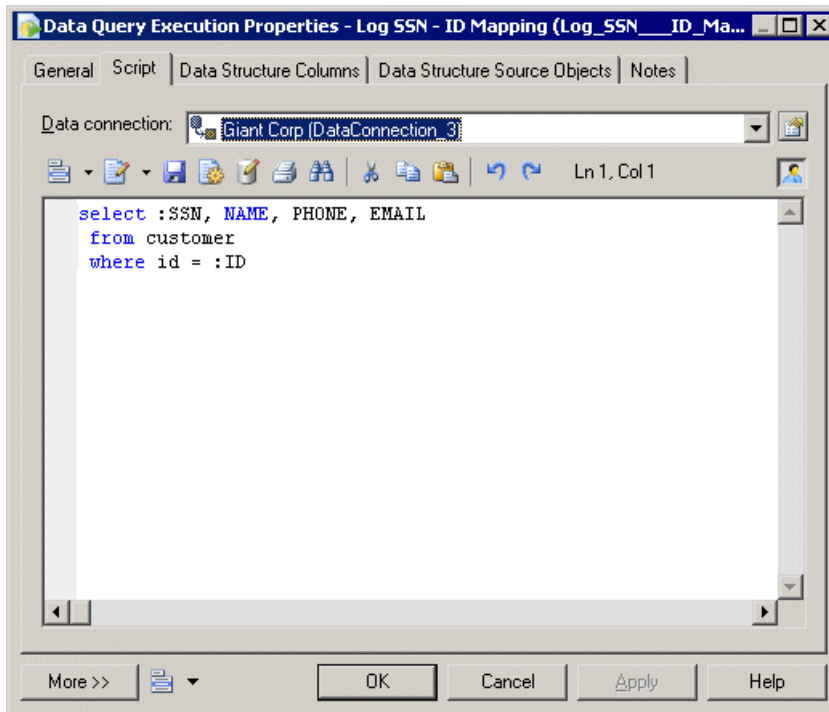 Data Query Execution Properties - Log SSN - ID Mapping (Log_SSN___ID_Ma...
General Script Data Structure Columns Data Structure Source Objects Notes
Data connection: Giant Corp (DataConnection_3)
Ln 1, Col 1
select :SSN, NAME, PHONE, EMAIL
from customer
where id = :ID
More >> OK Cancel Apply Help